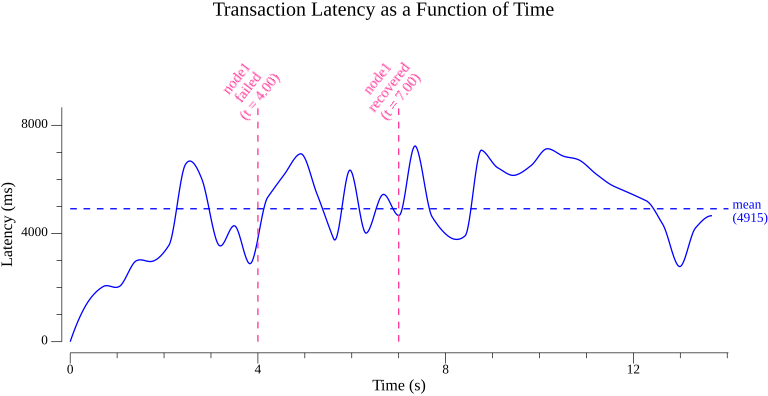 Transaction Latency as a Function of Time
node1
failed
(t = 4.00)
node1
recovered
(t = 7.00)
8000
4000
0
Latency (ms)
mean
(4915)
0
4
8
12
Time (s)